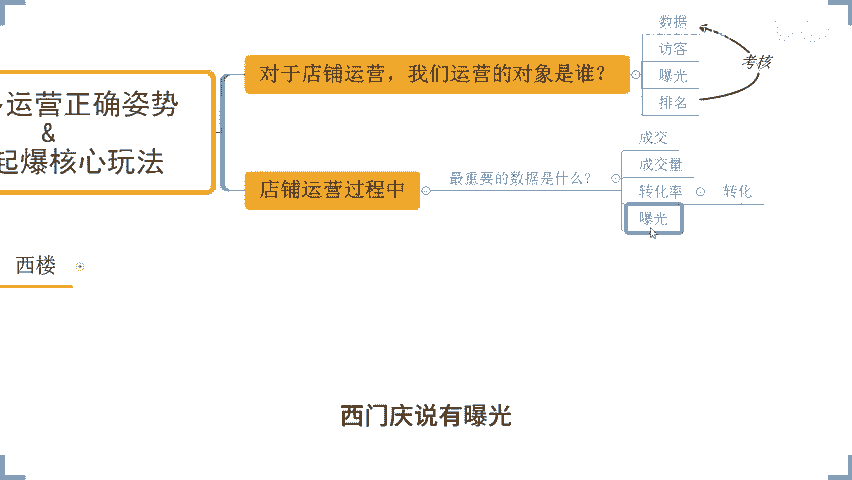 运营正确姿势
&
起爆核心玩法
对于店铺运营，我们运营的对象是谁？
数据
访客
曝光
排名
考核
店铺运营过程中
最重要的数据是什么？
成交
成交量
转化率
转化
曝光
西楼
西门庆说有曝光